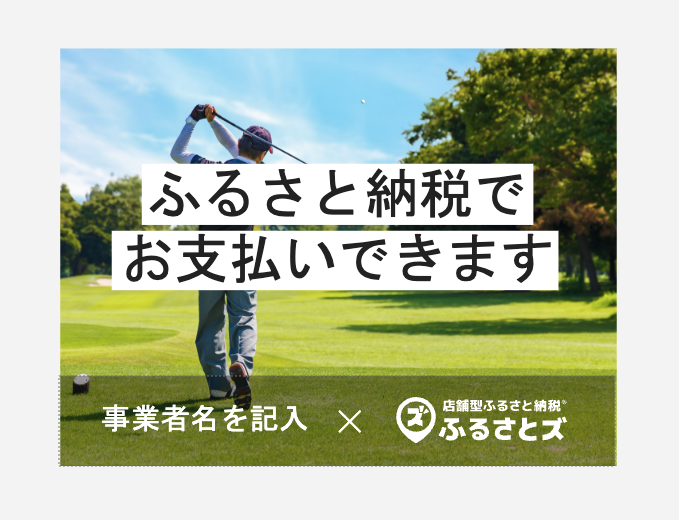 ふるさと納税で
お支払いできます
事業者名を記入 ×
ズ 店舗型ふるさと納税®
ふるさとズ